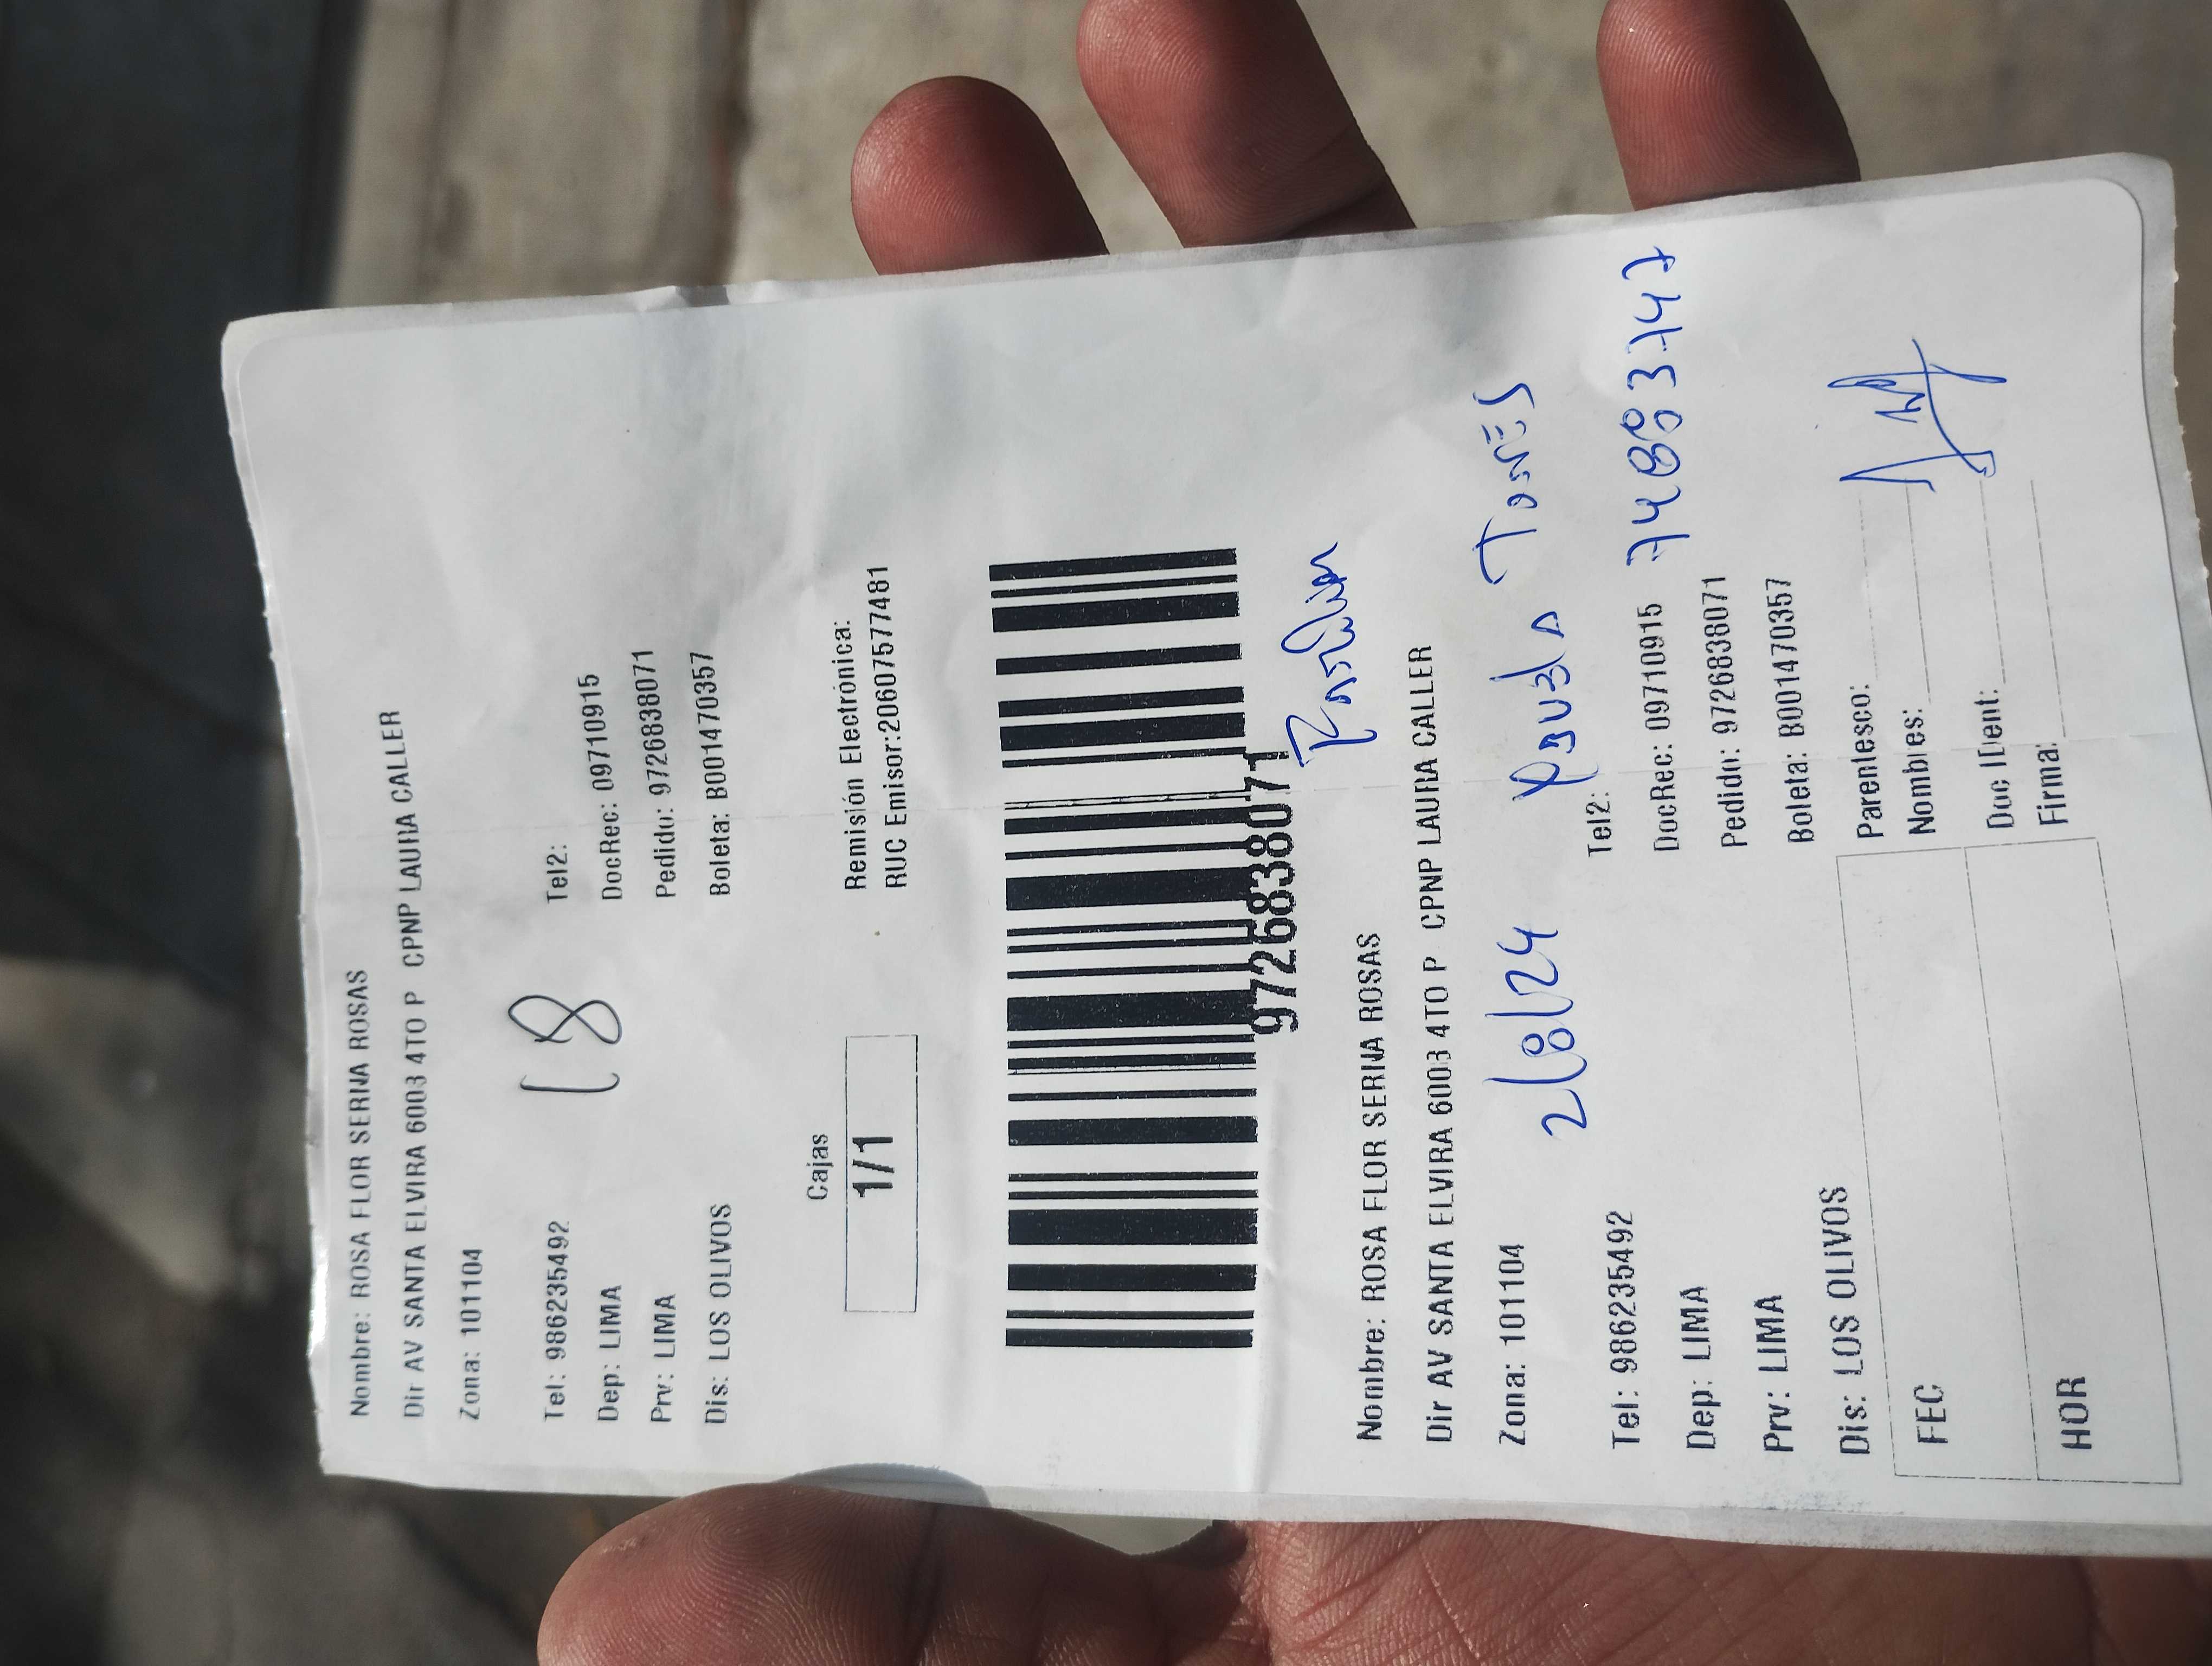 Nombre: ROSA FLOR SERNA ROSAS
Dir AV SANTA ELVIRA 6003 4TO P CPNP LAURA CALLER
Zona: 101104
18
Tel: 986235492 Tel2:
Dep: LIMA DocRec: 09710915
Prv: LIMA Pedido: 9726838071
Dis: LOS OLIVOS Boleta: B001470357
Cajas
1/1
Remisión Electrónica:
RUC Emisor:20607577481
9726838071
Nombre: ROSA FLOR SERNA ROSAS
Dir AV SANTA ELVIRA 6003 4TO P CPNP LAURA CALLER
Zona: 101104 2/8/24 Torres
Tel: 986235492 Tel2:
Dep: LIMA DocRec: 09710915 74883747
Prv: LIMA Pedido: 9726838071
Dis: LOS OLIVOS Boleta: B001470357
FEC
HOR
Parentesco:
Nombres:
Doc IDent:
Firma: